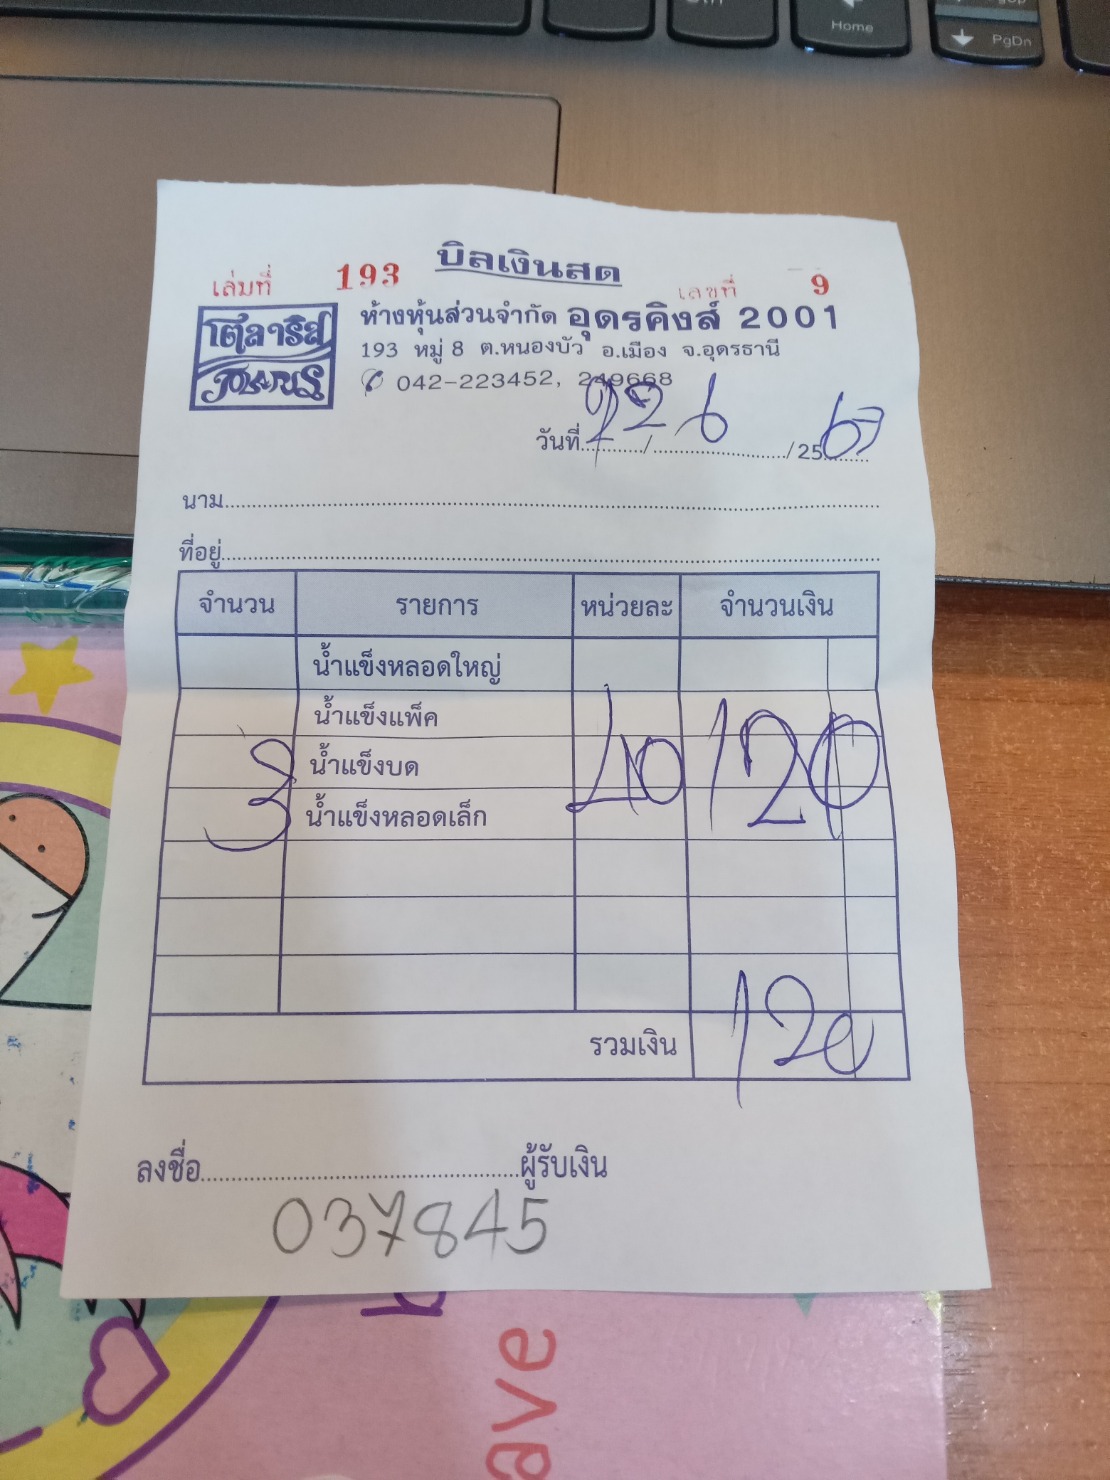 Home
PgDn
บิลเงินสด
เล่มที่ 193 เลขที่ 9
โตลาริส
ห้างหุ้นส่วนจำกัด อุดรคิงส์ 2001
193 หมู่ 8 ต.หนองบัว อ.เมือง จ.อุดรธานี
042-223452, 249668
วันที่ 22 / 6 / 25 67
นาม
ที่อยู่
จำนวน รายการ หน่วยละ จำนวนเงิน
น้ำแข็งหลอดใหญ่
น้ำแข็งแพ็ค
3 น้ำแข็งบด 40 120
น้ำแข็งหลอดเล็ก
รวมเงิน 120
ลงชื่อ ผู้รับเงิน
037845
ave